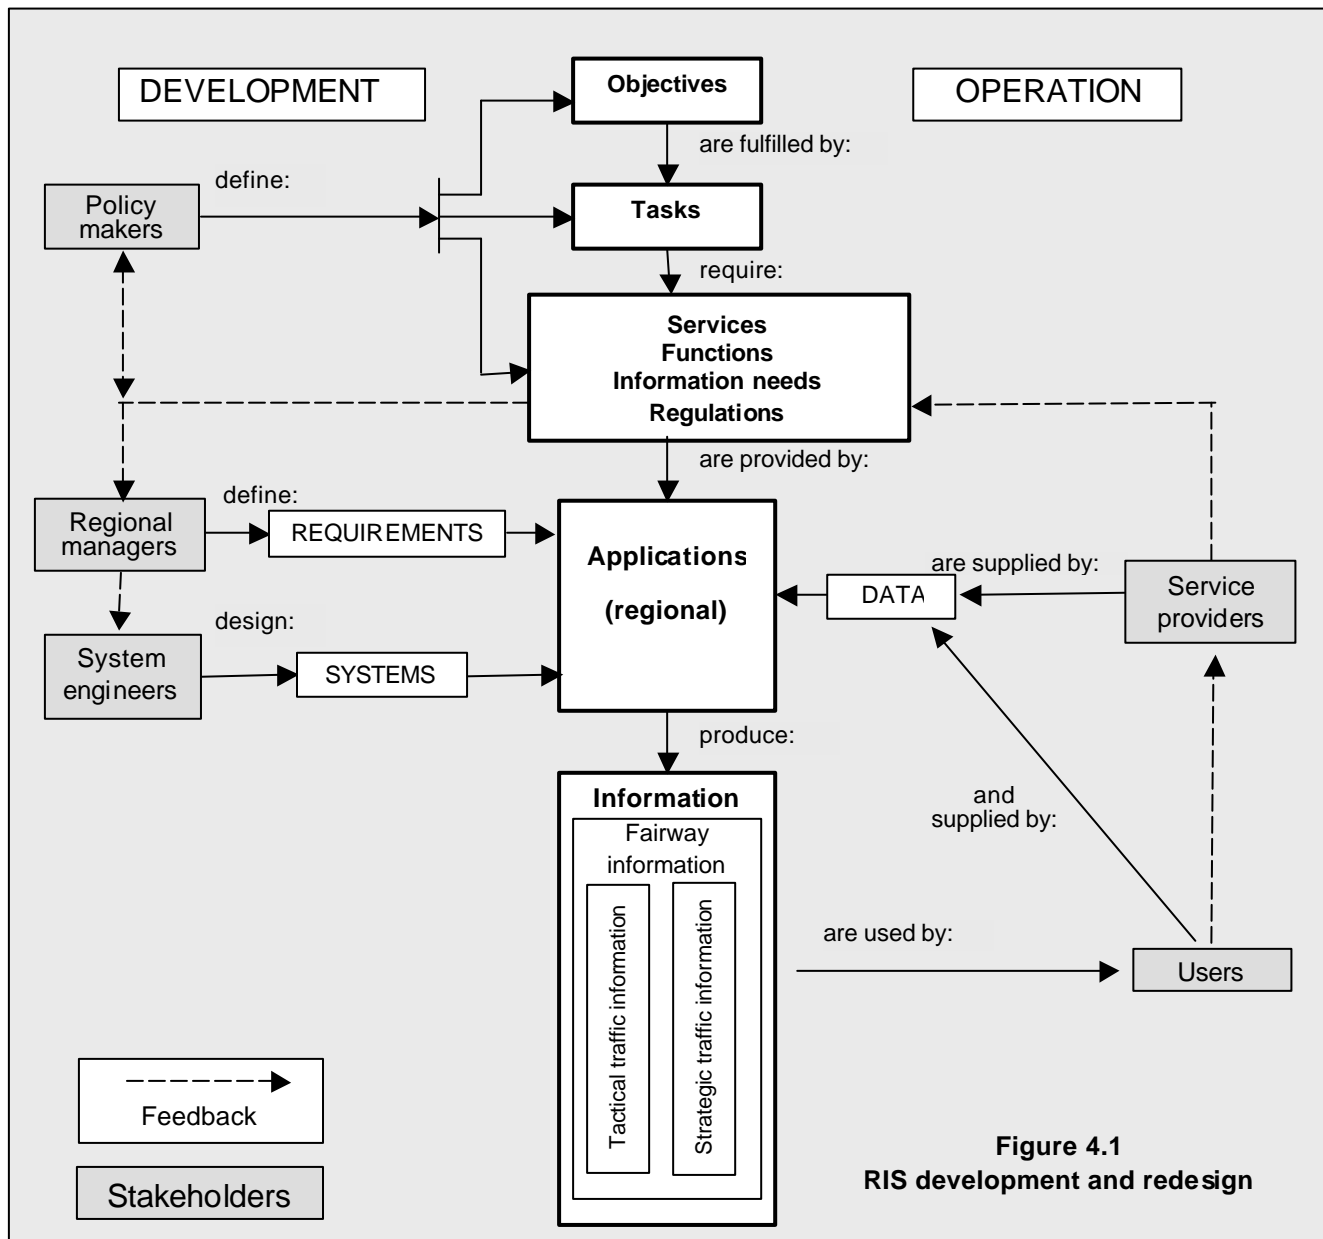 DEVELOPMENT
Objectives
OPERATION
are fulfilled by:
define:
Policy
makers
Tasks
require:
Services
Functions
Information needs
Regulations
are provided by:
define:
Regional
managers
REQUIREMENTS
Applications
(regional)
are supplied by:
DATA
Service
providers
design:
System
engineers
SYSTEMS
produce:
Information
Fairway
information
Tactical traffic information
Strategic traffic information
and
supplied by:
are used by:
Users
Feedback
Stakeholders
Figure 4.1
RIS development and redesign